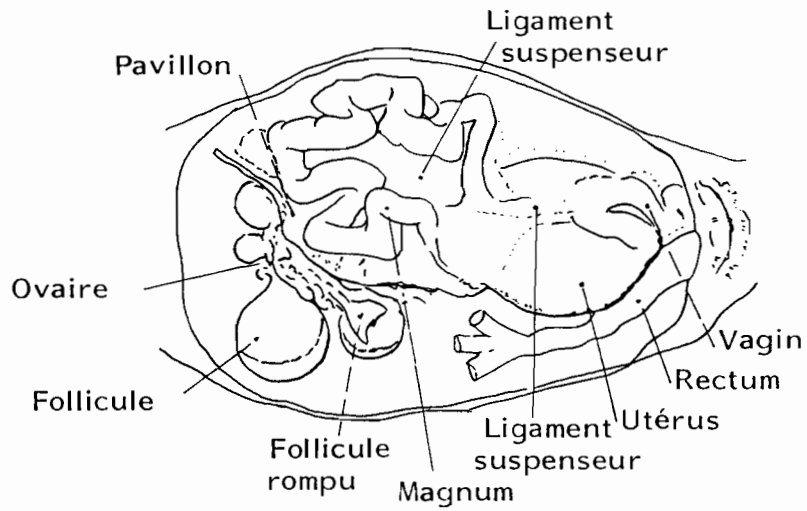 Ligament
suspenseur
Pavillon
Ovaire
Follicule
Follicule
rompu
Magnum
Ligament
suspenseur
Utérus
Rectum
Vagin